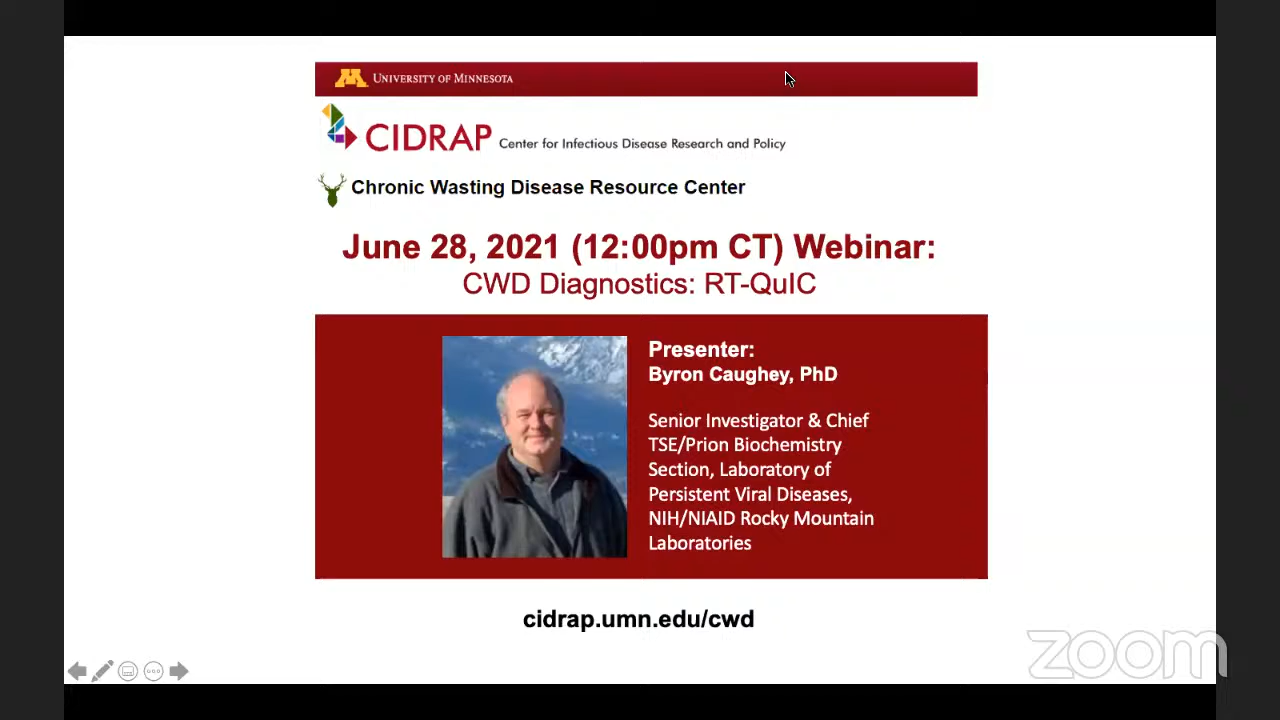 UNIVERSITY OF MINNESOTA
CIDRAP Center for Infectious Disease Research and Policy
Chronic Wasting Disease Resource Center
June 28, 2021 (12:00pm CT) Webinar:
CWD Diagnostics: RT-QuIC
Presenter:
Byron Caughey, PhD
Senior Investigator & Chief
TSE/Prion Biochemistry
Section, Laboratory of
Persistent Viral Diseases,
NIH/NIAID Rocky Mountain
Laboratories
cidrap.umn.edu/cwd
zoom